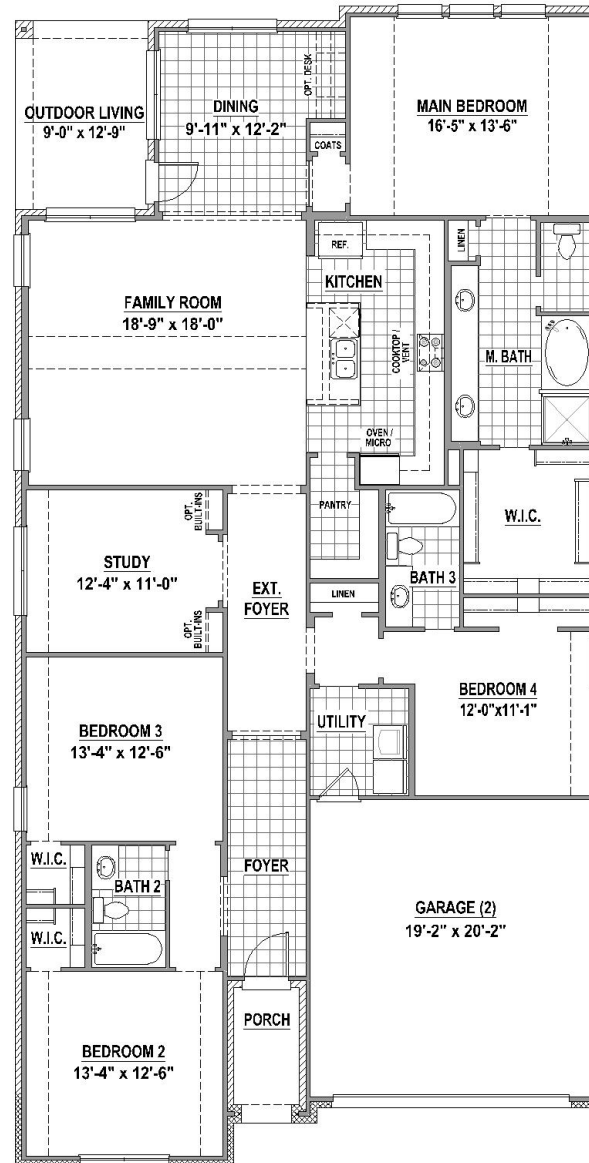 OUTDOOR LIVING
9'-0" x 12'-9"
DINING
9'-11" x 12'-2"
OPT. DESK
COATS
MAIN BEDROOM
16'-5" x 13'-6"
LINEN
REF.
KITCHEN
FAMILY ROOM
18'-9" x 18'-0"
COOKTOP /
VENT
M. BATH
OVEN /
MICRO
PANTRY
W.I.C.
OPT.
BUILT-INS
STUDY
12'-4" x 11'-0"
OPT.
BUILT-INS
EXT.
FOYER
BATH 3
LINEN
BEDROOM 4
12'-0"x11'-1"
UTILITY
BEDROOM 3
13'-4" x 12'-6"
W.I.C.
BATH 2
FOYER
W.I.C.
GARAGE (2)
19'-2" x 20'-2"
PORCH
BEDROOM 2
13'-4" x 12'-6"